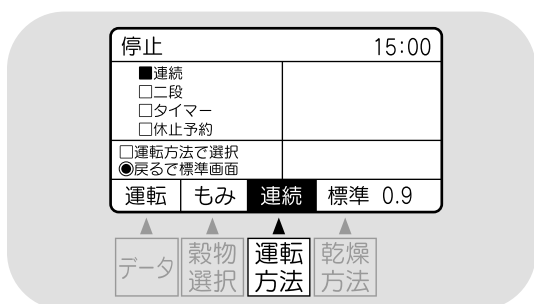 停止 15:00
■連続
□二段
□タイマー
□休止予約
□運転方法で選択
◉戻るで標準画面
運転 もみ 連続 標準 0.9
データ 穀物選択 運転方法 乾燥方法